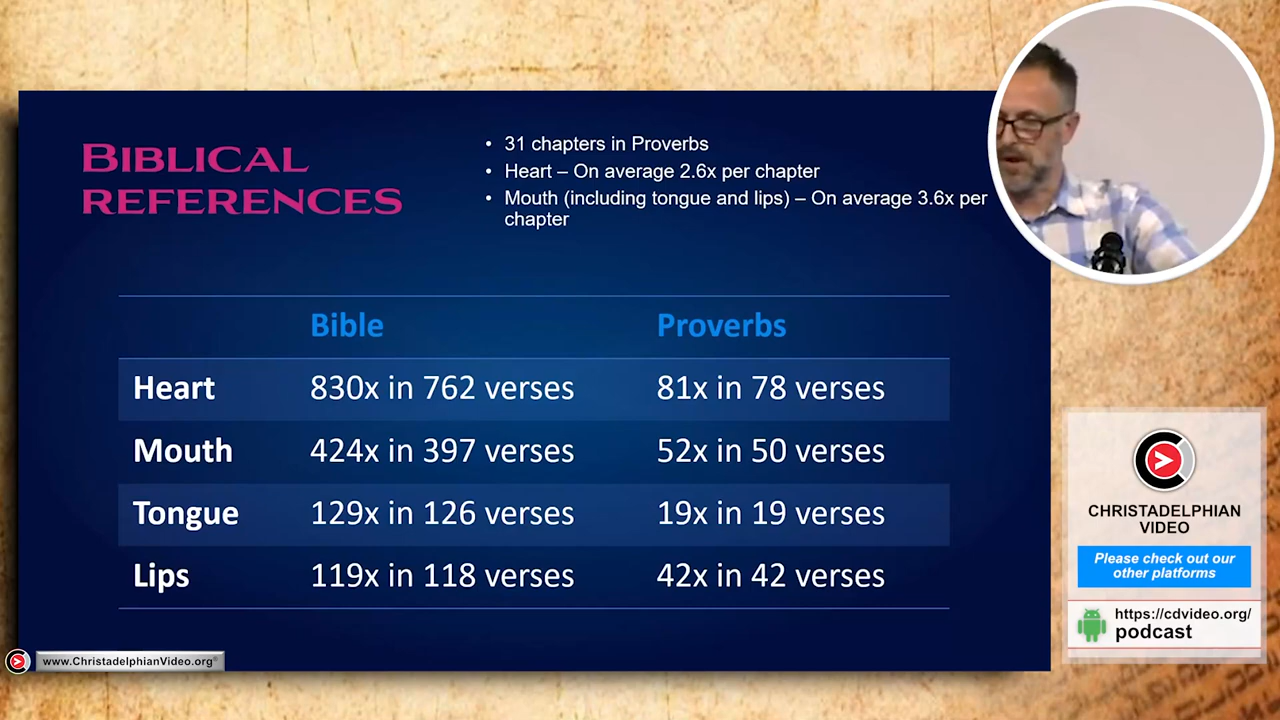 BIBLICAL
REFERENCES
• 31 chapters in Proverbs
• Heart – On average 2.6x per chapter
• Mouth (including tongue and lips) – On average 3.6x per
chapter
Bible Proverbs
Heart 830x in 762 verses 81x in 78 verses
Mouth 424x in 397 verses 52x in 50 verses
Tongue 129x in 126 verses 19x in 19 verses
Lips 119x in 118 verses 42x in 42 verses
CHRISTADELPHIAN
VIDEO
Please check out our
other platforms
https://cdvideo.org/
podcast
www.ChristadelphianVideo.org®